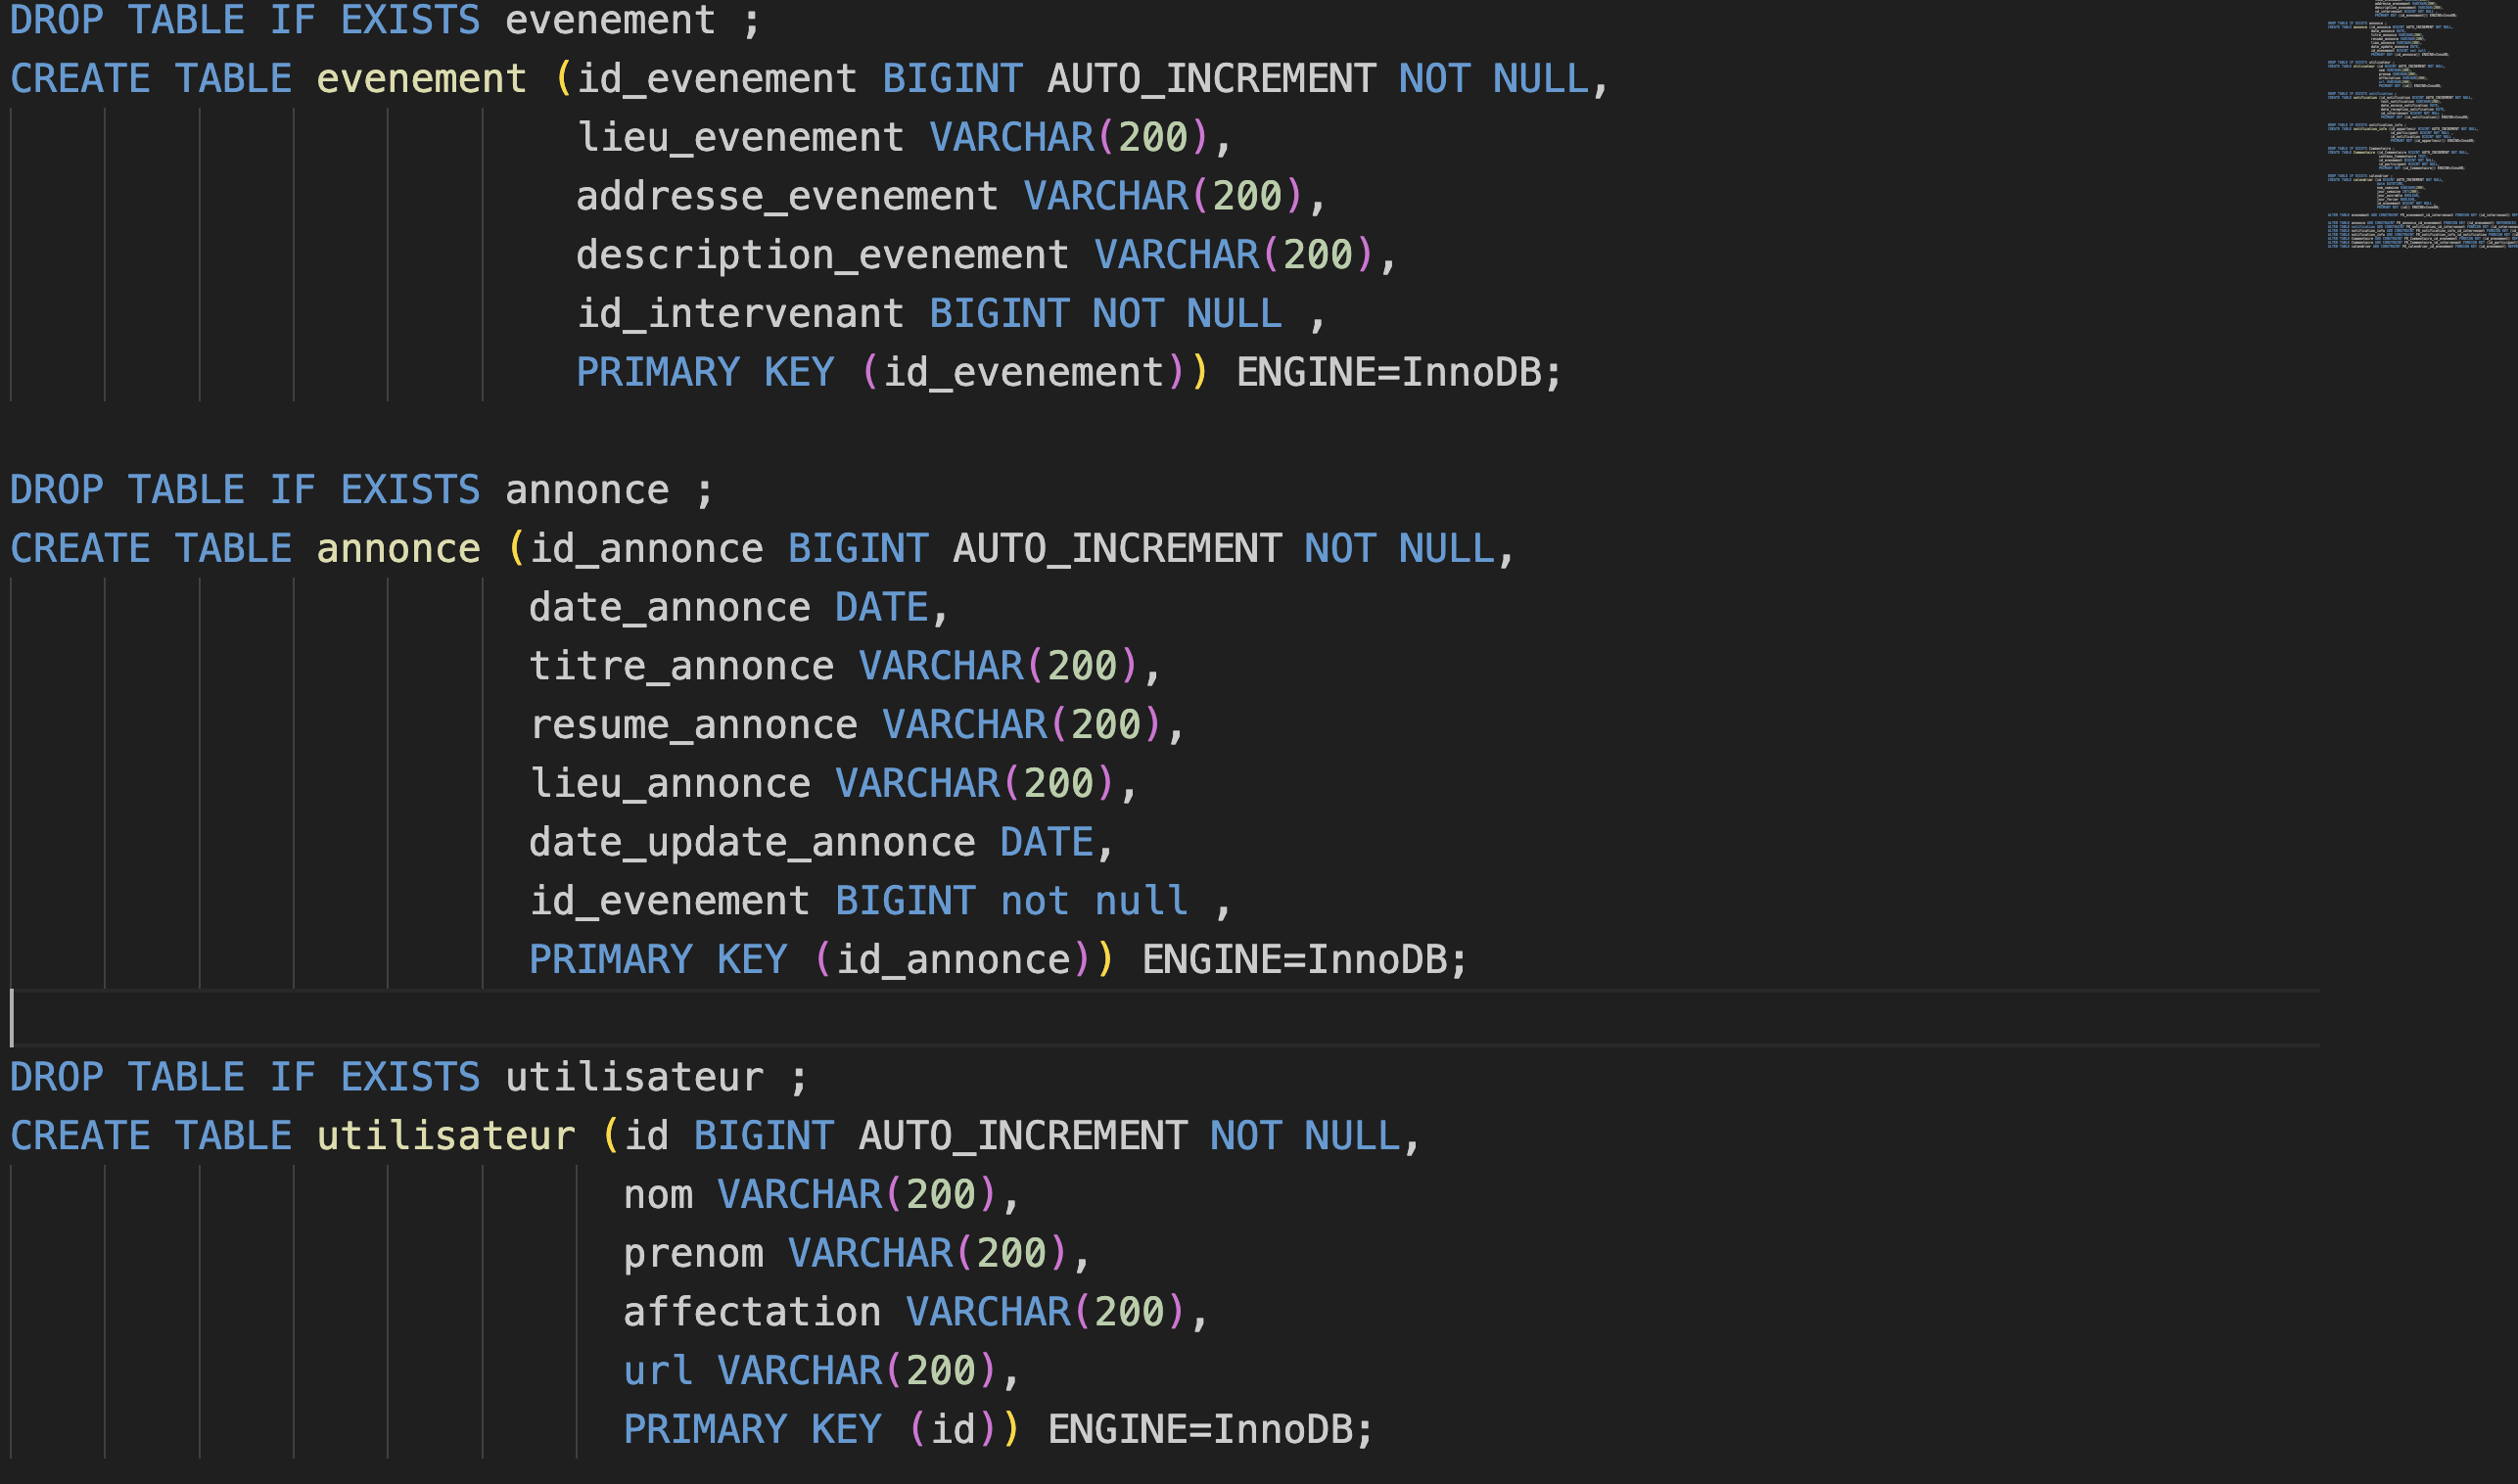 DROP TABLE IF EXISTS evenement ;
CREATE TABLE evenement (id_evenement BIGINT AUTO_INCREMENT NOT NULL,
lieu_evenement VARCHAR(200),
addresse_evenement VARCHAR(200),
description_evenement VARCHAR(200),
id_intervenant BIGINT NOT NULL ,
PRIMARY KEY (id_evenement)) ENGINE=InnoDB;
DROP TABLE IF EXISTS annonce ;
CREATE TABLE annonce (id_annonce BIGINT AUTO_INCREMENT NOT NULL,
date_annonce DATE,
titre_annonce VARCHAR(200),
resume_annonce VARCHAR(200),
lieu_annonce VARCHAR(200),
date_update_annonce DATE,
id_evenement BIGINT not null ,
PRIMARY KEY (id_annonce)) ENGINE=InnoDB;
DROP TABLE IF EXISTS utilisateur ;
CREATE TABLE utilisateur (id BIGINT AUTO_INCREMENT NOT NULL,
nom VARCHAR(200),
prenom VARCHAR(200),
affectation VARCHAR(200),
url VARCHAR(200),
PRIMARY KEY (id)) ENGINE=InnoDB;